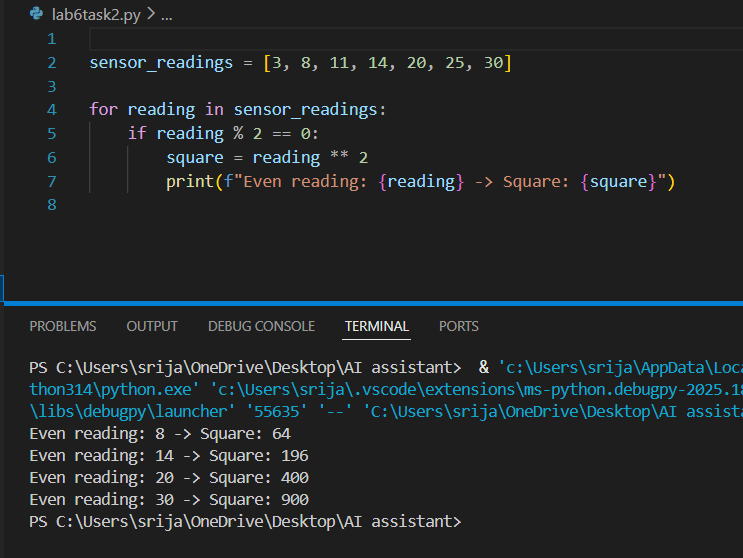 lab6task2.py > ...
1
2 sensor_readings = [3, 8, 11, 14, 20, 25, 30]
3
4 for reading in sensor_readings:
5     if reading % 2 == 0:
6         square = reading ** 2
7         print(f"Even reading: {reading} -> Square: {square}")
8
PROBLEMS OUTPUT DEBUG CONSOLE TERMINAL PORTS
PS C:\Users\srija\OneDrive\Desktop\AI assistant>  & 'c:\Users\srija\AppData\Loca
thon314\python.exe' 'c:\Users\srija\.vscode\extensions\ms-python.debugpy-2025.18
\libs\debugpy\launcher' '55635' '--' 'C:\Users\srija\OneDrive\Desktop\AI assista
Even reading: 8 -> Square: 64
Even reading: 14 -> Square: 196
Even reading: 20 -> Square: 400
Even reading: 30 -> Square: 900
PS C:\Users\srija\OneDrive\Desktop\AI assistant>